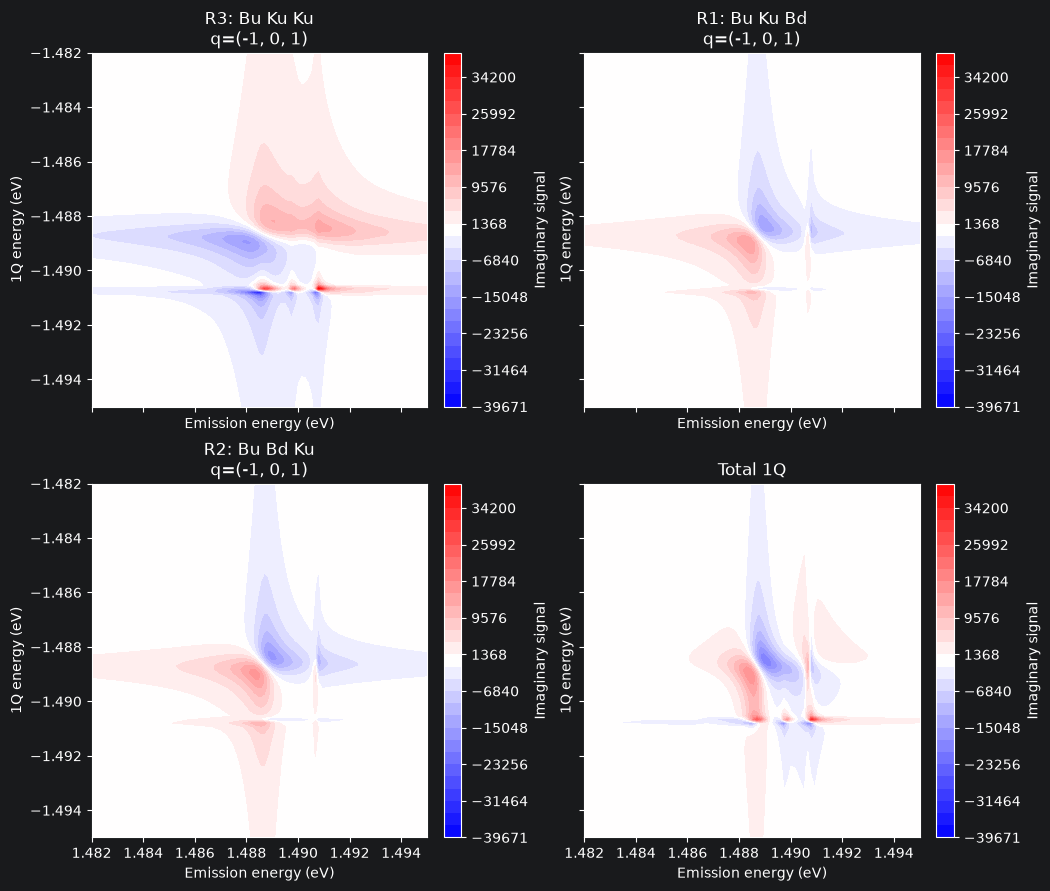 R3: Bu Ku Ku
q=(-1, 0, 1)
−1.482
−1.484
−1.486
−1.488
−1.490
−1.492
−1.494
1Q energy (eV)
Emission energy (eV)
34200
25992
17784
9576
1368
−6840
−15048
−23256
−31464
−39671
Imaginary signal
R1: Bu Ku Bd
q=(-1, 0, 1)
1Q energy (eV)
Emission energy (eV)
34200
25992
17784
9576
1368
−6840
−15048
−23256
−31464
−39671
Imaginary signal
R2: Bu Bd Ku
q=(-1, 0, 1)
−1.482
−1.484
−1.486
−1.488
−1.490
−1.492
−1.494
1Q energy (eV)
1.482 1.484 1.486 1.488 1.490 1.492 1.494
Emission energy (eV)
34200
25992
17784
9576
1368
−6840
−15048
−23256
−31464
−39671
Imaginary signal
Total 1Q
1Q energy (eV)
1.482 1.484 1.486 1.488 1.490 1.492 1.494
Emission energy (eV)
34200
25992
17784
9576
1368
−6840
−15048
−23256
−31464
−39671
Imaginary signal